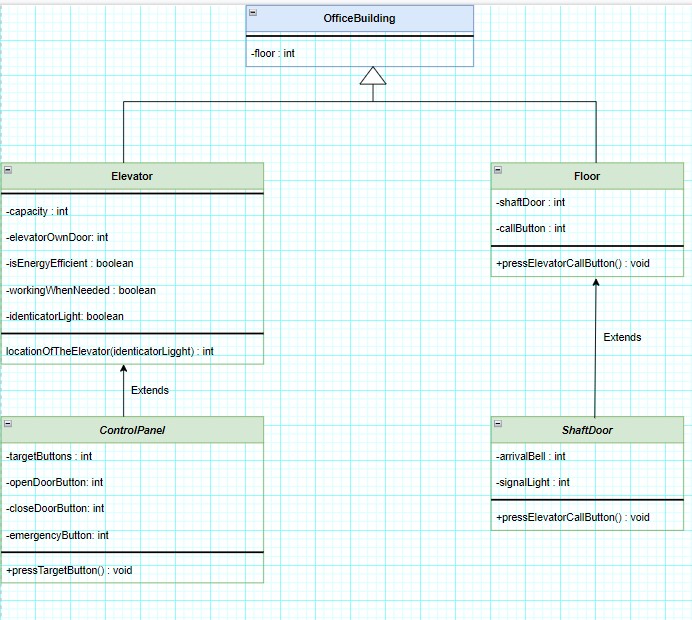 OfficeBuilding
-floor : int
Elevator
-capacity : int
-elevatorOwnDoor: int
-isEnergyEfficient : boolean
-workingWhenNeeded : boolean
-identicatorLight: boolean
locationOfTheElevator(identicatorLigght) : int
Floor
-shaftDoor : int
-callButton : int
+pressElevatorCallButton() : void
Extends
Extends
ControlPanel
-targetButtons : int
-openDoorButton: int
-closeDoorButton: int
-emergencyButton: int
+pressTargetButton() : void
ShaftDoor
-arrivalBell : int
-signalLight : int
+pressElevatorCallButton() : void